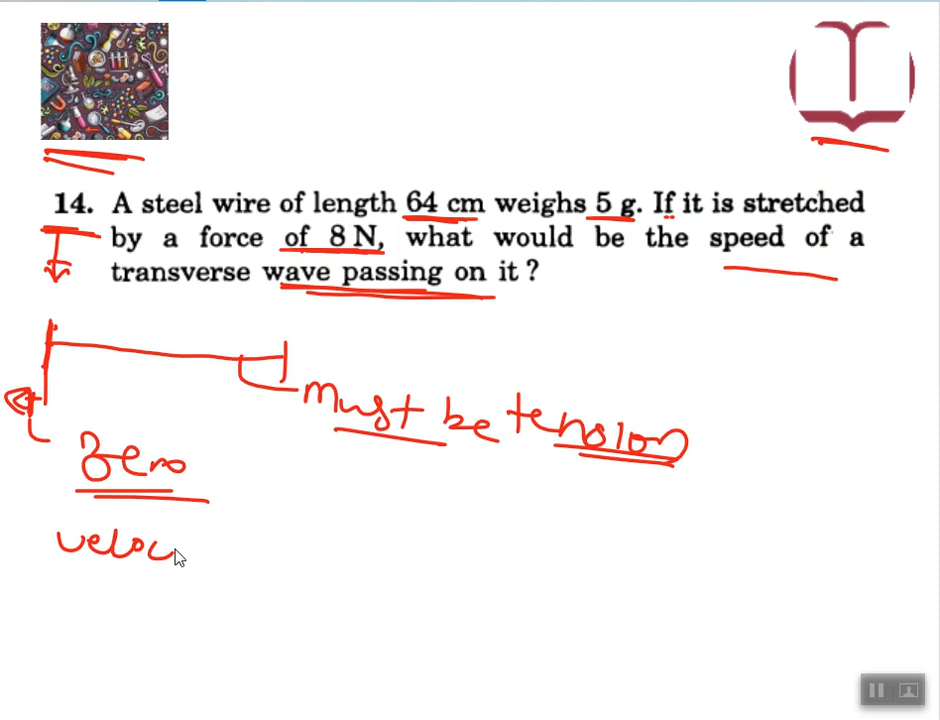 14. A steel wire of length 64 cm weighs 5 g. If it is stretched
by a force of 8 N, what would be the speed of a
transverse wave passing on it ?
must be tension
zero
veloc